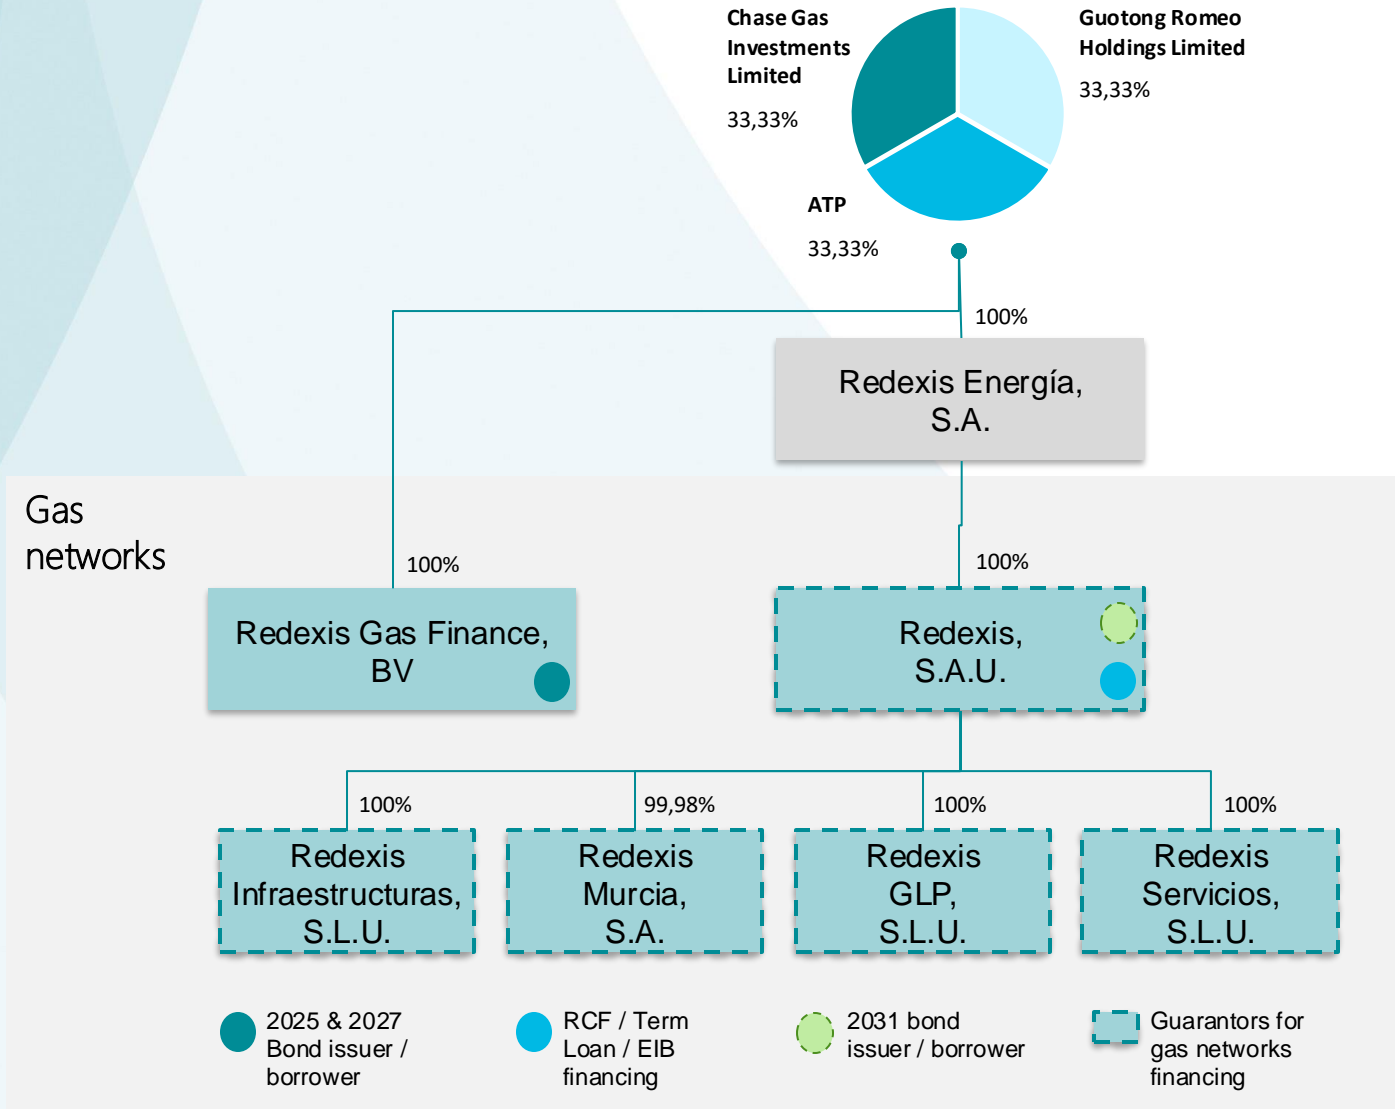 Chase Gas
Investments
Limited
33,33%
Guotong Romeo
Holdings Limited
33,33%
ATP
33,33%
100%
Redexis Energía,
S.A.
Gas
networks
100%
100%
Redexis Gas Finance,
BV
Redexis,
S.A.U.
100%
99,98%
100%
100%
Redexis
Infraestructuras,
S.L.U.
Redexis
Murcia,
S.A.
Redexis
GLP,
S.L.U.
Redexis
Servicios,
S.L.U.
2025 & 2027
Bond issuer /
borrower
RCF / Term
Loan / EIB
financing
2031 bond
issuer / borrower
Guarantors for
gas networks
financing